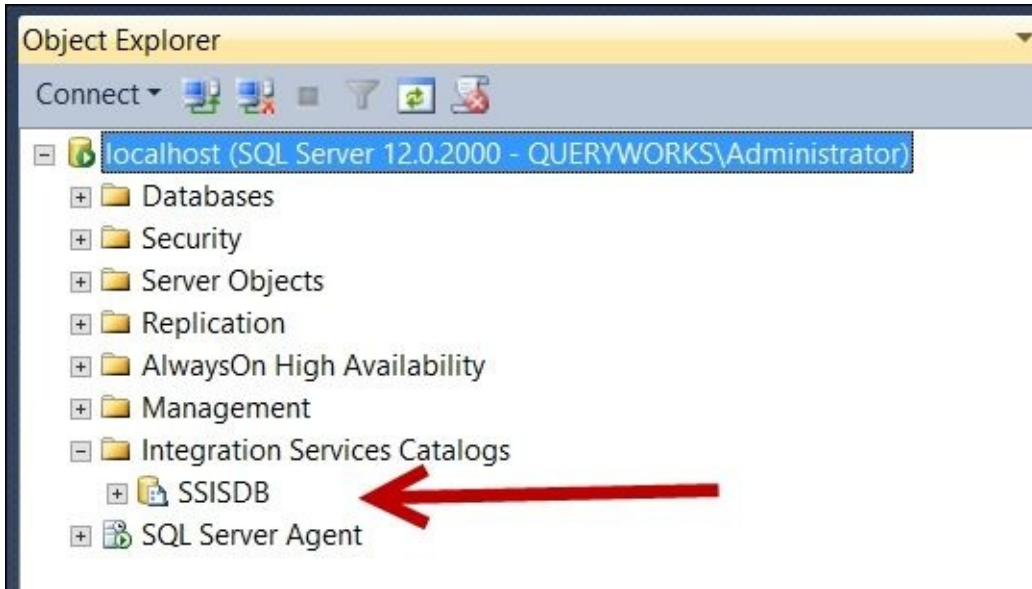 Object Explorer
Connect
localhost (SQL Server 12.0.2000 - QUERYWORKS\Administrator)
Databases
Security
Server Objects
Replication
AlwaysOn High Availability
Management
Integration Services Catalogs
SSISDB
SQL Server Agent